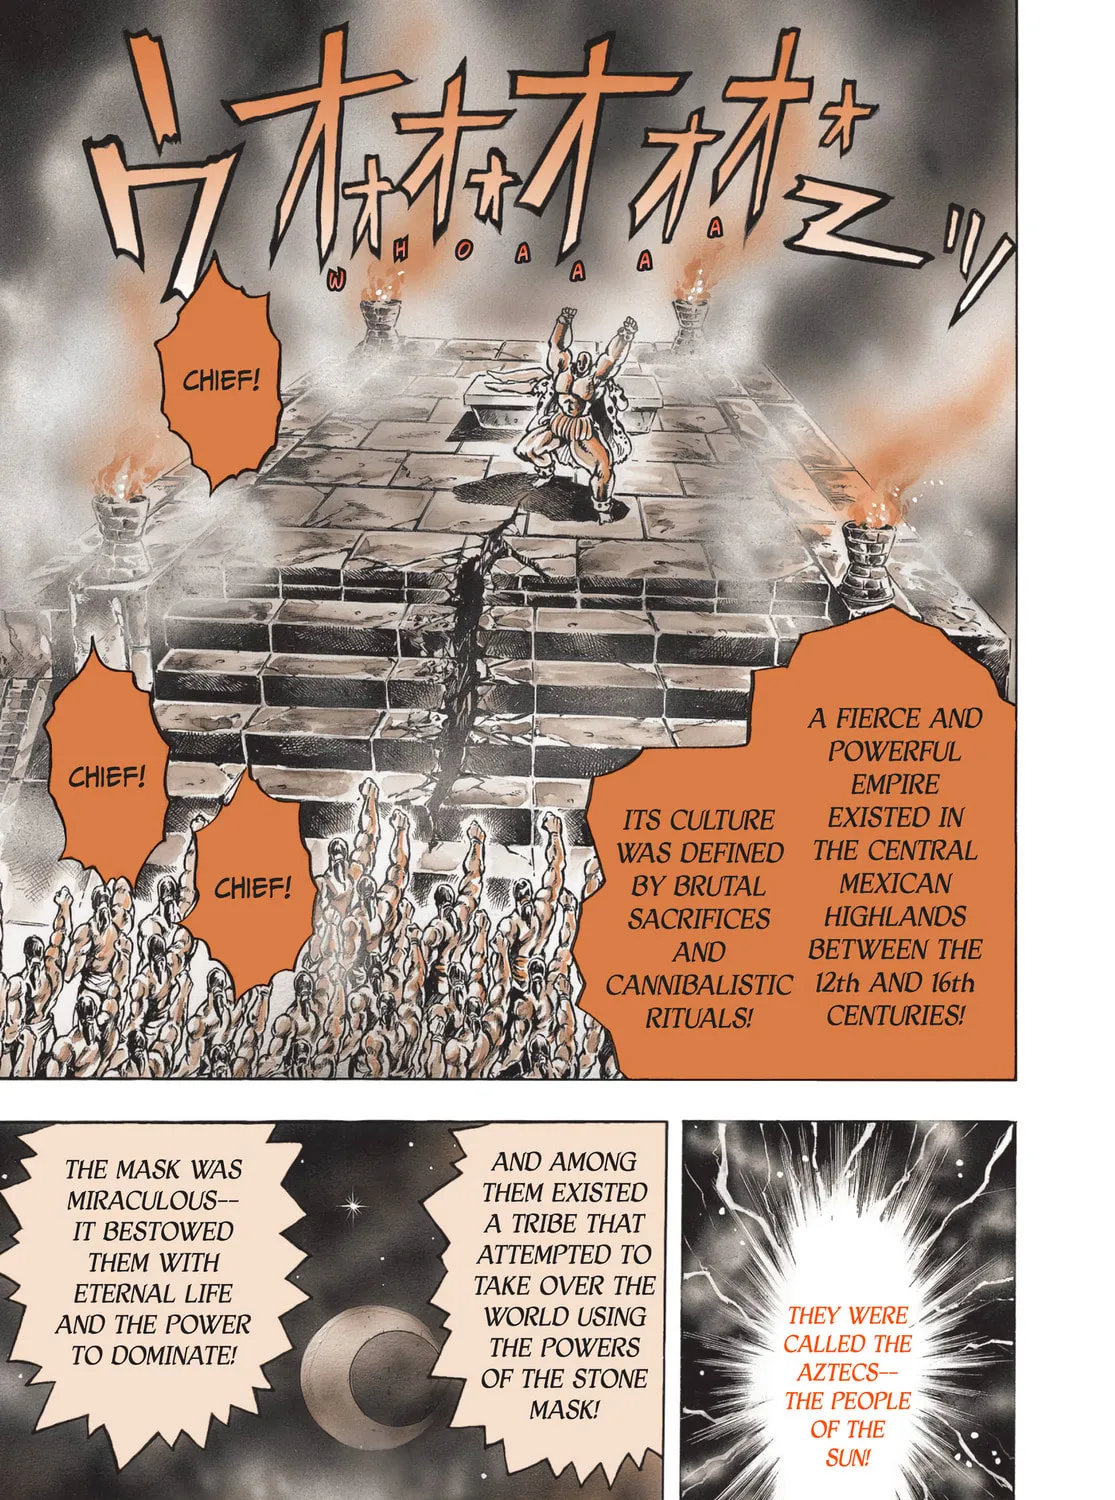 ウオオオオオオオオオーッ
WHOAAAA
CHIEF!
A FIERCE AND
POWERFUL
EMPIRE
EXISTED IN
THE CENTRAL
MEXICAN
HIGHLANDS
BETWEEN THE
12th AND 16th
CENTURIES!
ITS CULTURE
WAS DEFINED
BY BRUTAL
SACRIFICES
AND
CANNIBALISTIC
RITUALS!
CHIEF!
CHIEF!
THEY WERE
CALLED THE
AZTECS--
THE PEOPLE
OF THE
SUN!
AND AMONG
THEM EXISTED
A TRIBE THAT
ATTEMPTED TO
TAKE OVER THE
WORLD USING
THE POWERS
OF THE STONE
MASK!
THE MASK WAS
MIRACULOUS--
IT BESTOWED
THEM WITH
ETERNAL LIFE
AND THE POWER
TO DOMINATE!